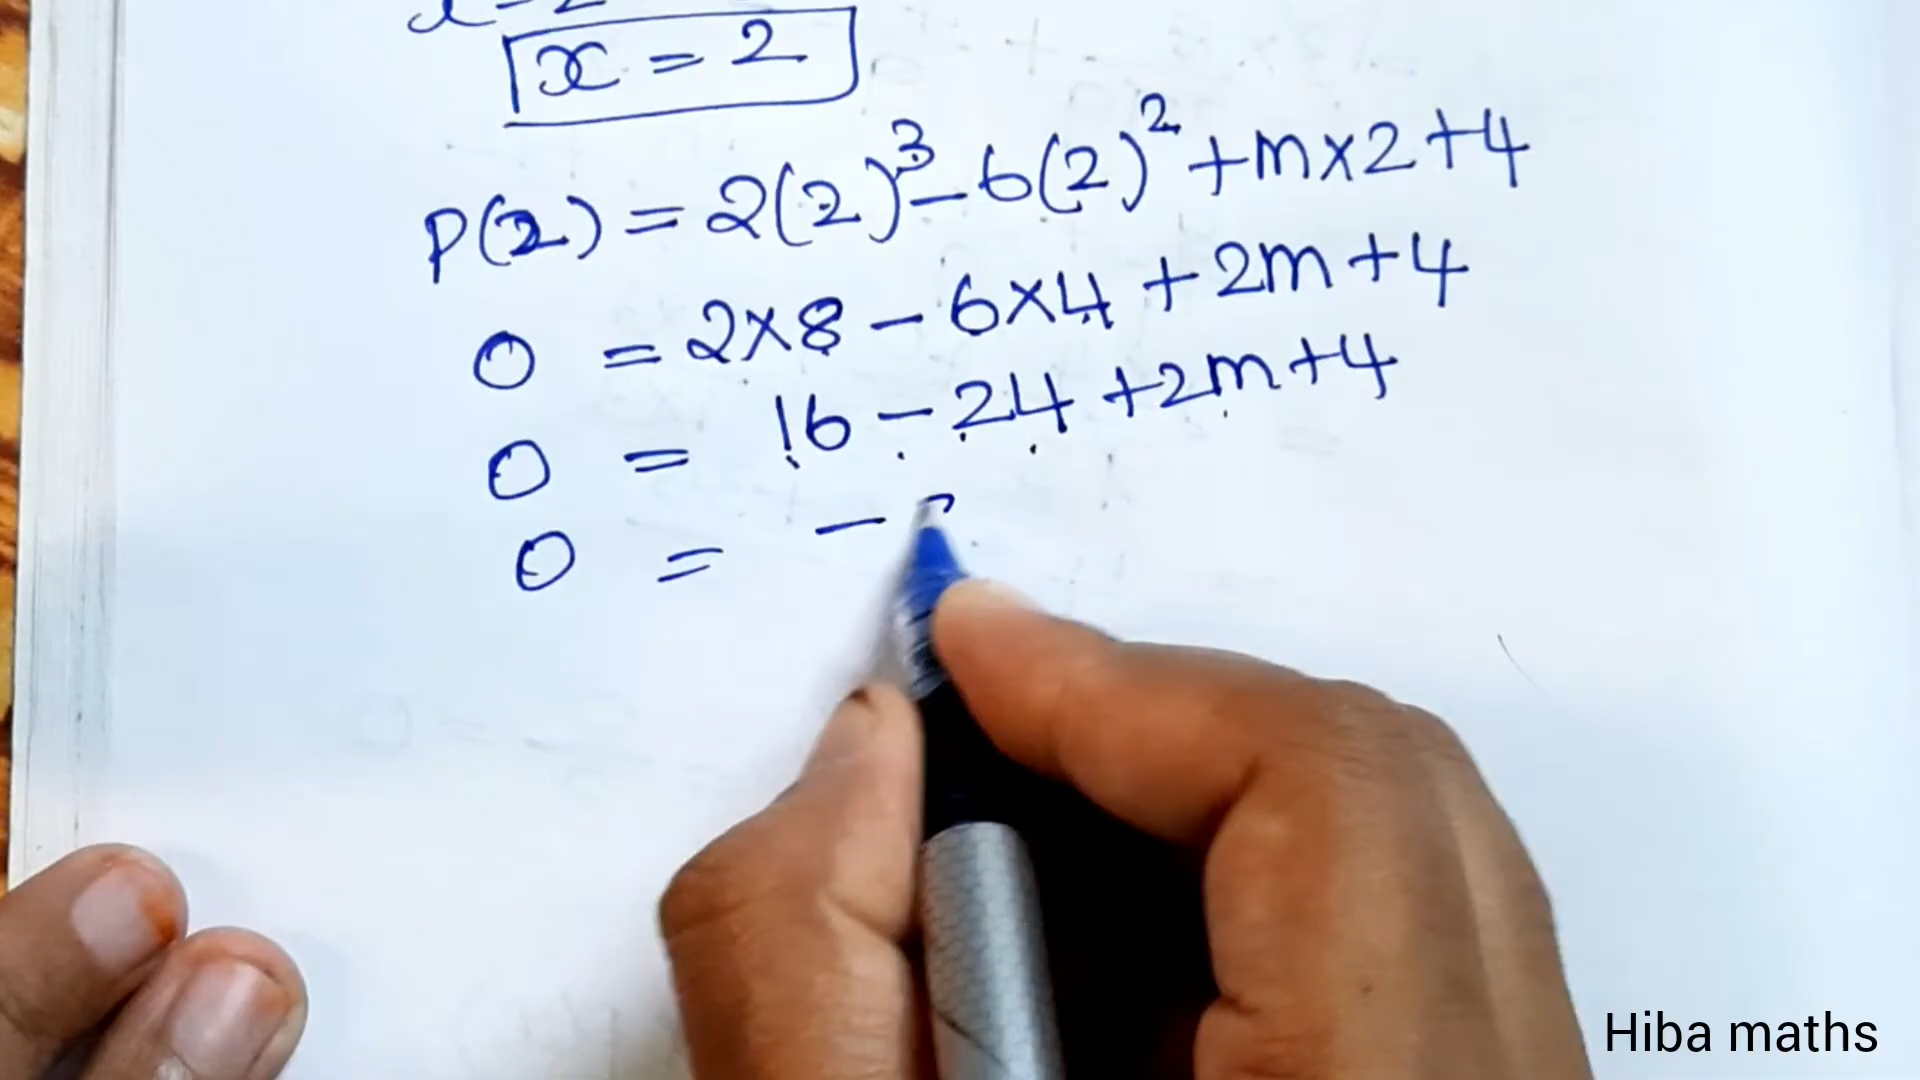 x = 2
P(2) = 2(2)³ - 6(2)² + m×2+4
0 = 2×8 - 6×4 + 2m+4
0 = 16 - 24 +2m+4
0 = -
Hiba maths